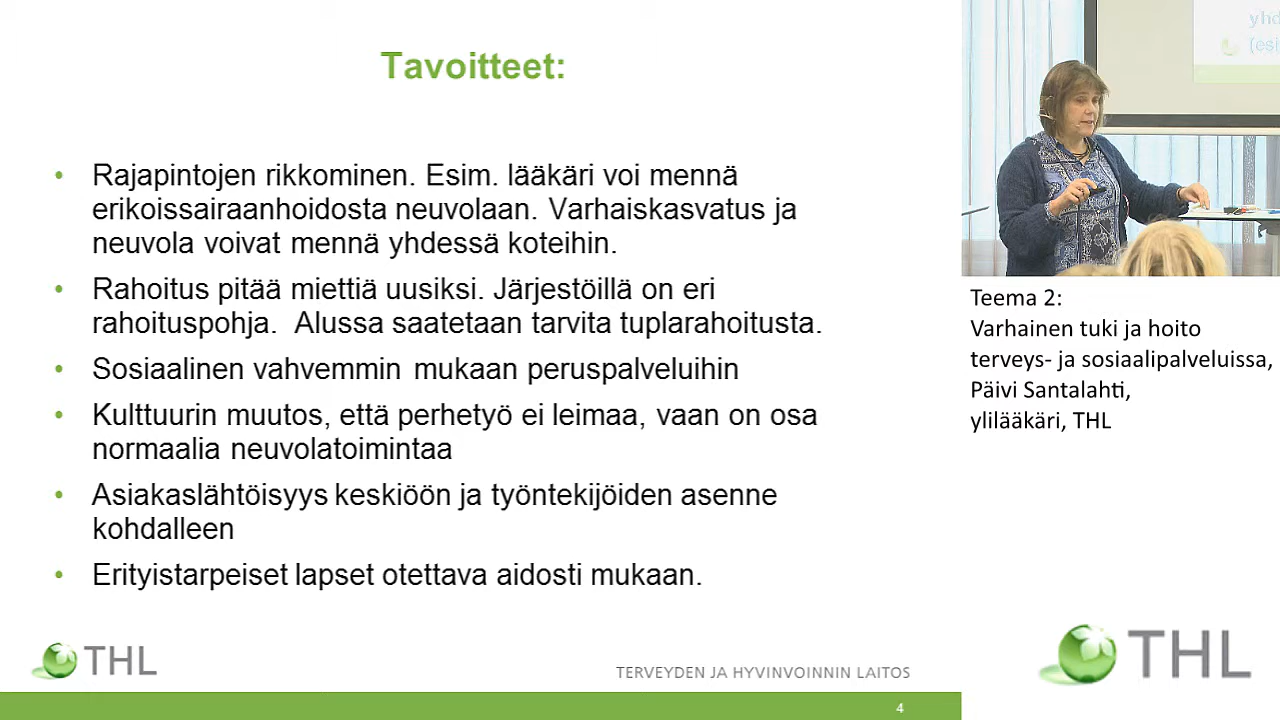 Tavoitteet:
• Rajapintojen rikkominen. Esim. lääkäri voi mennä
erikoissairaanhoidosta neuvolaan. Varhaiskasvatus ja
neuvola voivat mennä yhdessä koteihin.
• Rahoitus pitää miettiä uusiksi. Järjestöillä on eri
rahoituspohja. Alussa saatetaan tarvita tuplarahoitusta.
• Sosiaalinen vahvemmin mukaan peruspalveluihin
• Kulttuurin muutos, että perhetyö ei leimaa, vaan on osa
normaalia neuvolatoimintaa
• Asiakaslähtöisyys keskiöön ja työntekijöiden asenne
kohdalleen
• Erityistarpeiset lapset otettava aidosti mukaan.
THL
TERVEYDEN JA HYVINVOINNIN LAITOS
4
yhd
(esi
Teema 2:
Varhainen tuki ja hoito
terveys- ja sosiaalipalveluissa,
Päivi Santalahti,
ylilääkäri, THL
THL